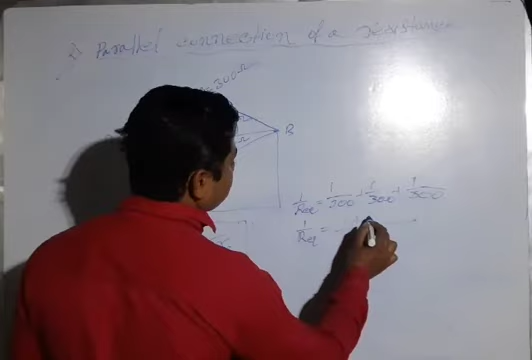 Parallel connection of a Resistance
300Ω
B
1/Req = 1/300 + 1/300 + 1/300
1/Req =